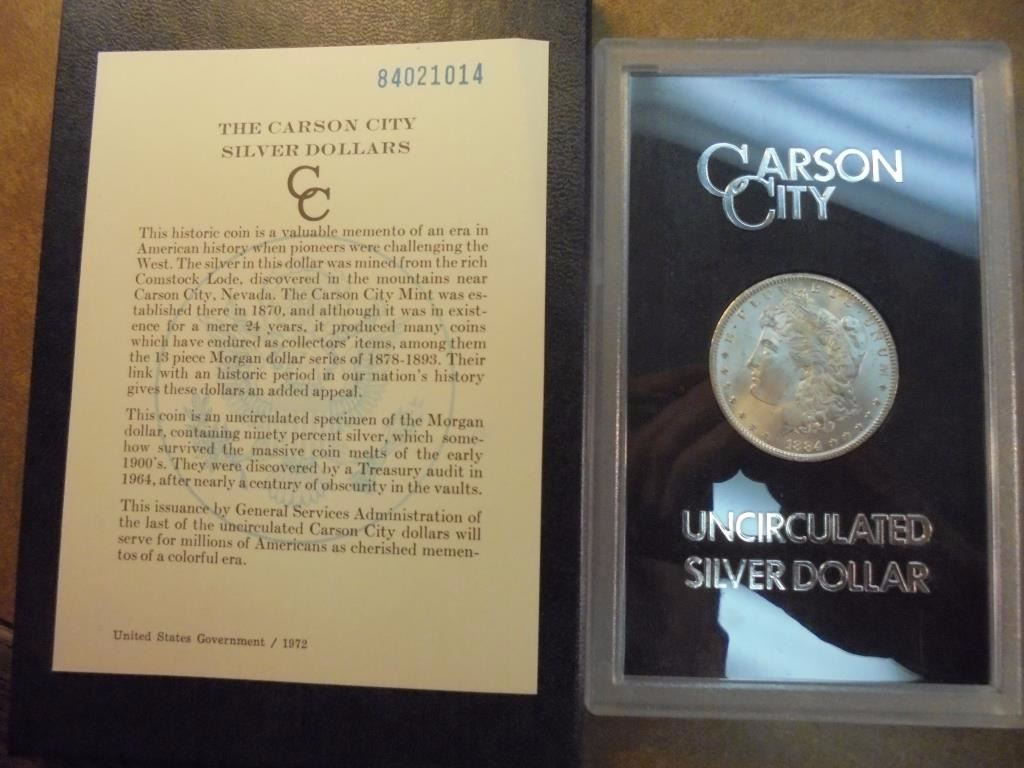 84021014
THE CARSON CITY
SILVER DOLLARS
CC
This historic coin is a valuable memento of an era in
American history when pioneers were challenging the
West. The silver in this dollar was mined from the rich
Comstock Lode, discovered in the mountains near
Carson City, Nevada. The Carson City Mint was es-
tablished there in 1870, and although it was in exist-
ence for a mere 24 years, it produced many coins
which have endured as collectors' items, among them
the 13 piece Morgan dollar series of 1878-1893. Their
link with an historic period in our nation's history
gives these dollars an added appeal.
This coin is an uncirculated specimen of the Morgan
dollar, containing ninety percent silver, which some-
how survived the massive coin melts of the early
1900's. They were discovered by a Treasury audit in
1964, after nearly a century of obscurity in the vaults.
This issuance by General Services Administration of
the last of the uncirculated Carson City dollars will
serve for millions of Americans as cherished memen-
tos of a colorful era.
United States Government / 1972
CARSON
CITY
E·PLURIBUS·UNUM
1884
UNCIRCULATED
SILVER DOLLAR